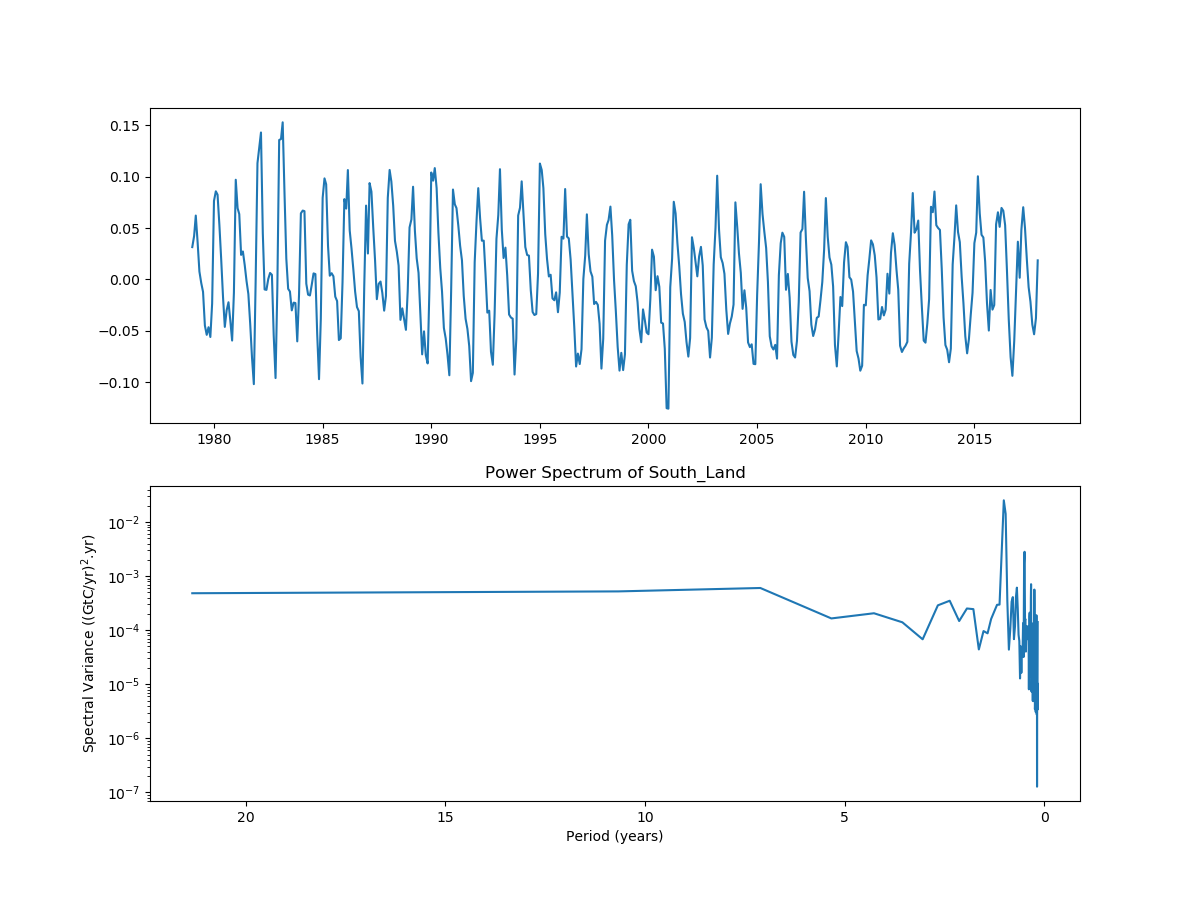 0.15
0.10
0.05
0.00
−0.05
−0.10
1980 1985 1990 1995 2000 2005 2010 2015
Power Spectrum of South_Land
10⁻²
10⁻³
10⁻⁴
10⁻⁵
10⁻⁶
10⁻⁷
Spectral Variance ((GtC/yr)².yr)
20 15 10 5 0
Period (years)